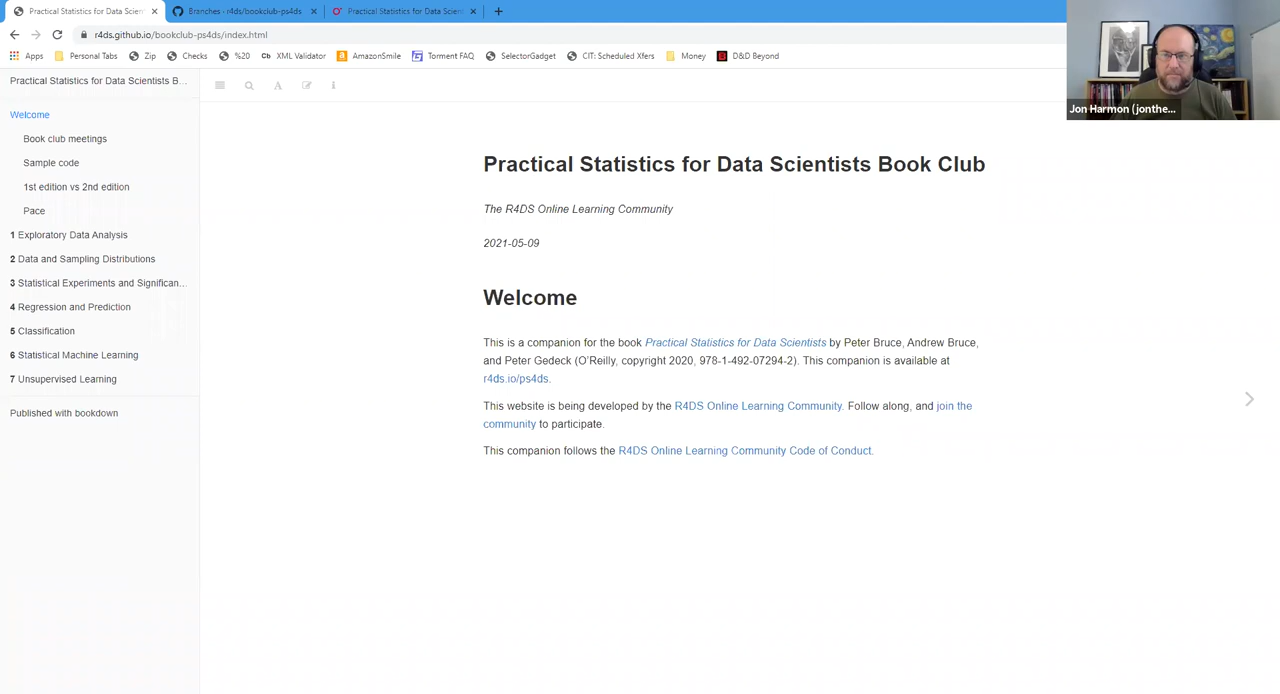 Practical Statistics for Data Scien
Branches · r4ds/bookclub-ps4ds
Practical Statistics for Data Scien
r4ds.github.io/bookclub-ps4ds/index.html
Apps
Personal Tabs
Zip
Checks
%20
Cb XML Validator
AmazonSmile
Torment FAQ
SelectorGadget
CIT: Scheduled Xfers
Money
D&D Beyond
Jon Harmon (jonthe...
Practical Statistics for Data Scientists B...
Welcome
Book club meetings
Sample code
1st edition vs 2nd edition
Pace
1 Exploratory Data Analysis
2 Data and Sampling Distributions
3 Statistical Experiments and Significan...
4 Regression and Prediction
5 Classification
6 Statistical Machine Learning
7 Unsupervised Learning
Published with bookdown
A
i
Practical Statistics for Data Scientists Book Club
The R4DS Online Learning Community
2021-05-09
Welcome
This is a companion for the book Practical Statistics for Data Scientists by Peter Bruce, Andrew Bruce,
and Peter Gedeck (O'Reilly, copyright 2020, 978-1-492-07294-2). This companion is available at
r4ds.io/ps4ds.
This website is being developed by the R4DS Online Learning Community. Follow along, and join the
community to participate.
This companion follows the R4DS Online Learning Community Code of Conduct.